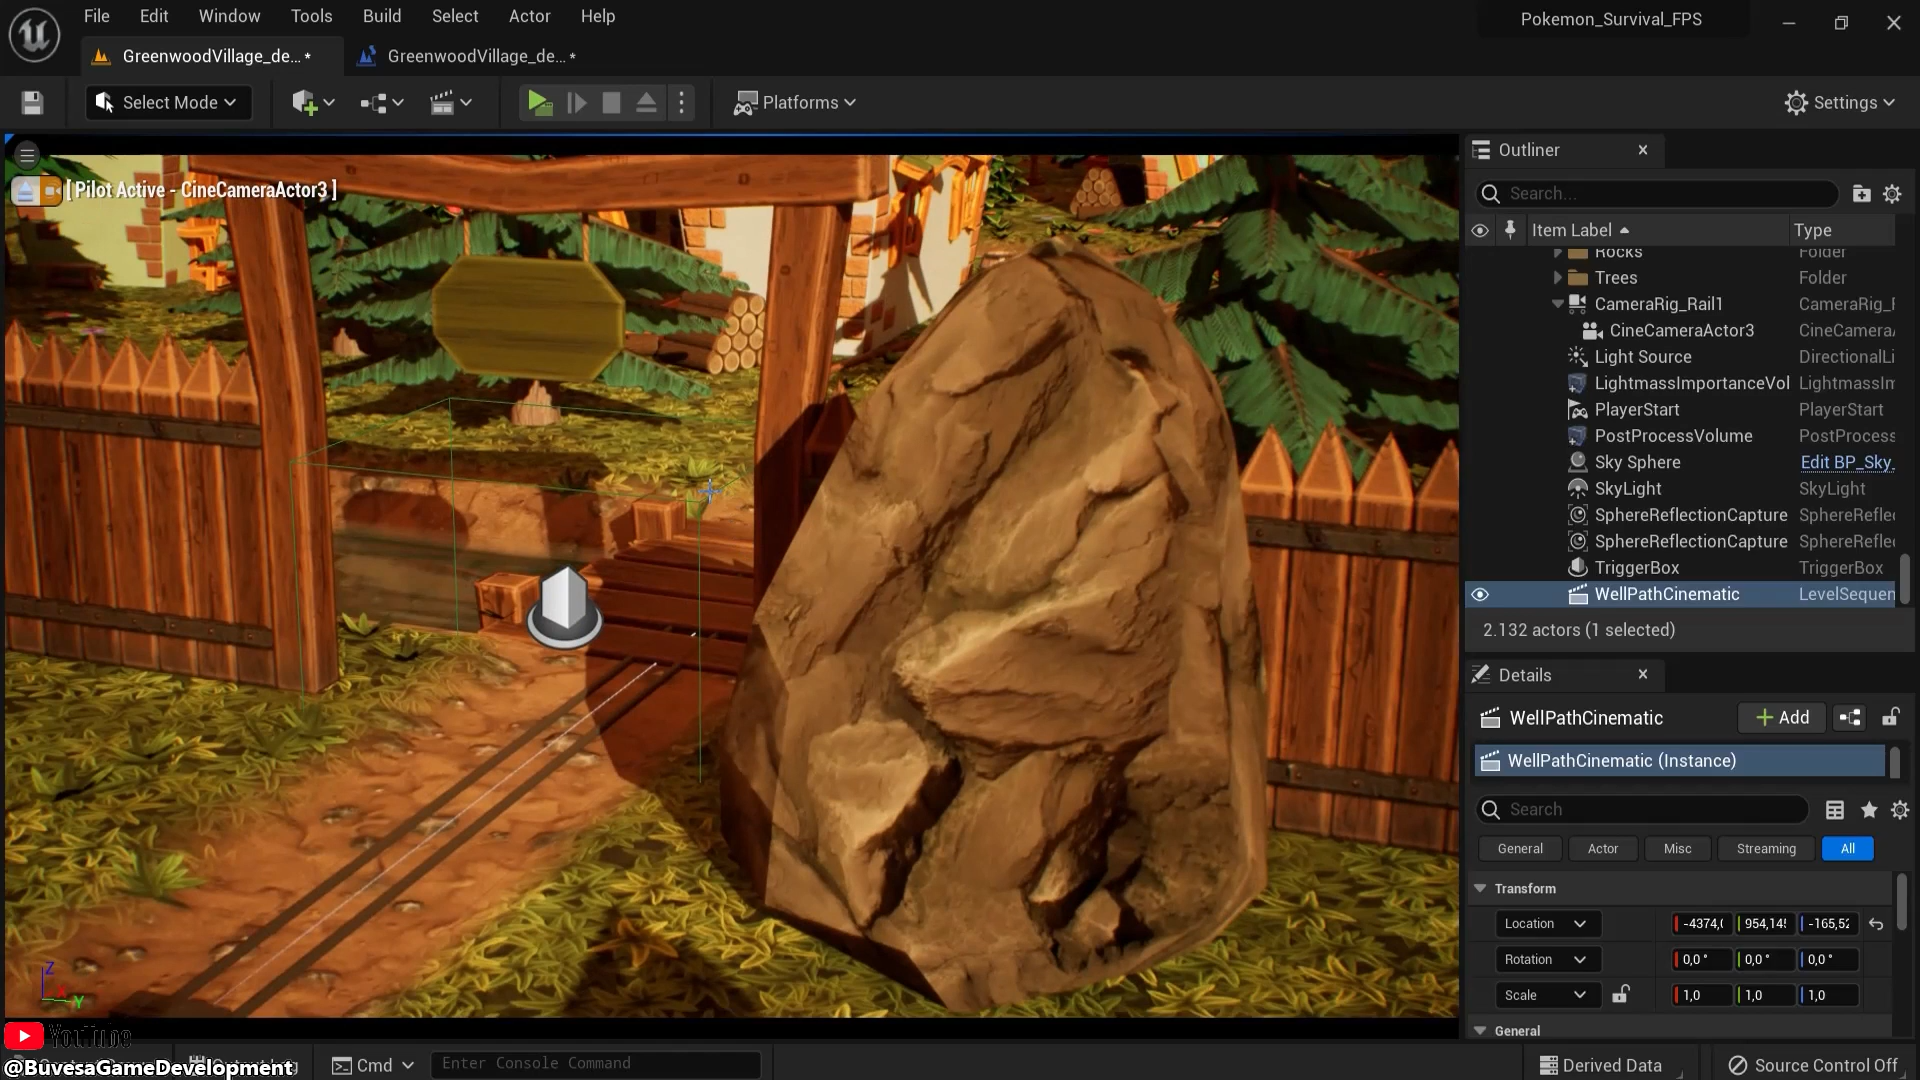 File Edit Window Tools Build Select Actor Help
Pokemon_Survival_FPS
GreenwoodVillage_de... *
GreenwoodVillage_de... *
Select Mode
Platforms
Settings
[ Pilot Active - CineCameraActor3 ]
Outliner
Search...
Item Label Type
Rocks Folder
Trees Folder
CameraRig_Rail1 CameraRig_F
CineCameraActor3 CineCamera
Light Source DirectionalLi
LightmassImportanceVol LightmassIm
PlayerStart PlayerStart
PostProcessVolume PostProcess
Sky Sphere Edit BP_Sky_
SkyLight SkyLight
SphereReflectionCapture SphereRefle
SphereReflectionCapture SphereRefle
TriggerBox TriggerBox
WellPathCinematic LevelSequen
2.132 actors (1 selected)
Details
WellPathCinematic
Add
WellPathCinematic (Instance)
Search
General Actor Misc Streaming All
Transform
Location -4374,( 954,14 -165,52
Rotation 0,0 ° 0,0 ° 0,0 °
Scale 1,0 1,0 1,0
General
Z
X
Y
YouTube
@BuvesaGameDevelopment
Cmd
Enter Console Command
Derived Data
Source Control Off